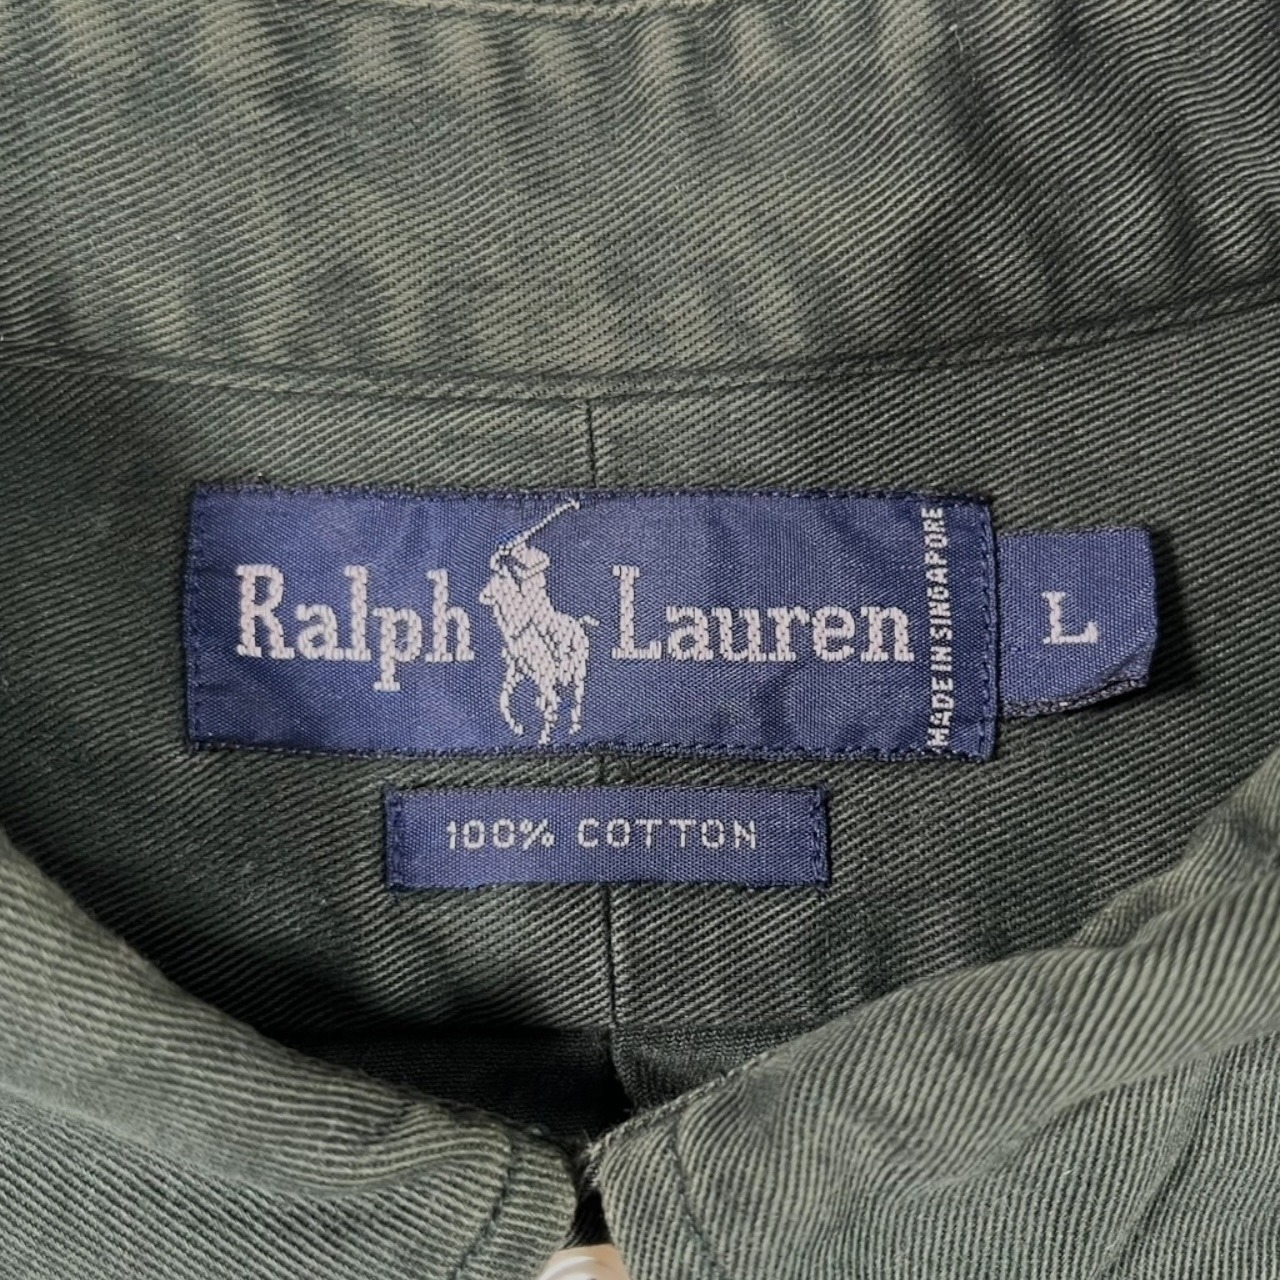 Ralph Lauren
MADE IN SINGAPORE
L
100% COTTON